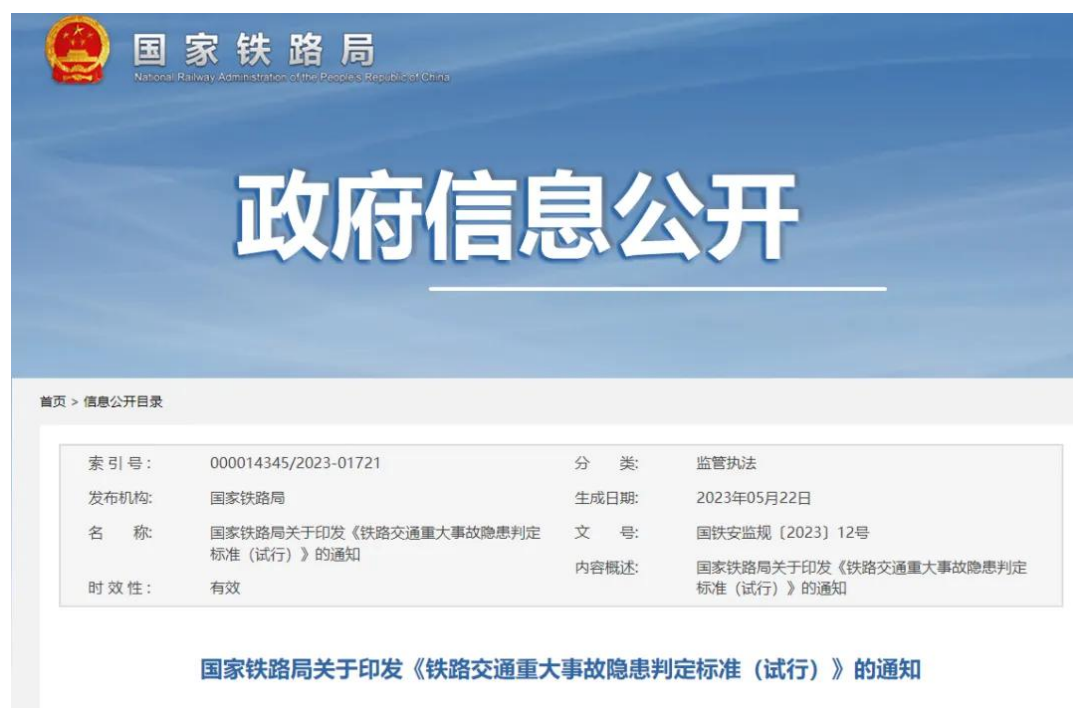 国家铁路局
National Railway Administration of the People's Republic of China
政府信息公开
首页 > 信息公开目录
索 引 号： 000014345/2023-01721 分 类: 监管执法
发布机构: 国家铁路局 生成日期: 2023年05月22日
名 称: 国家铁路局关于印发《铁路交通重大事故隐患判定
标准（试行）》的通知
文 号: 国铁安监规〔2023〕12号
内容概述: 国家铁路局关于印发《铁路交通重大事故隐患判定
标准（试行）》的通知
时 效 性： 有效
国家铁路局关于印发《铁路交通重大事故隐患判定标准（试行）》的通知